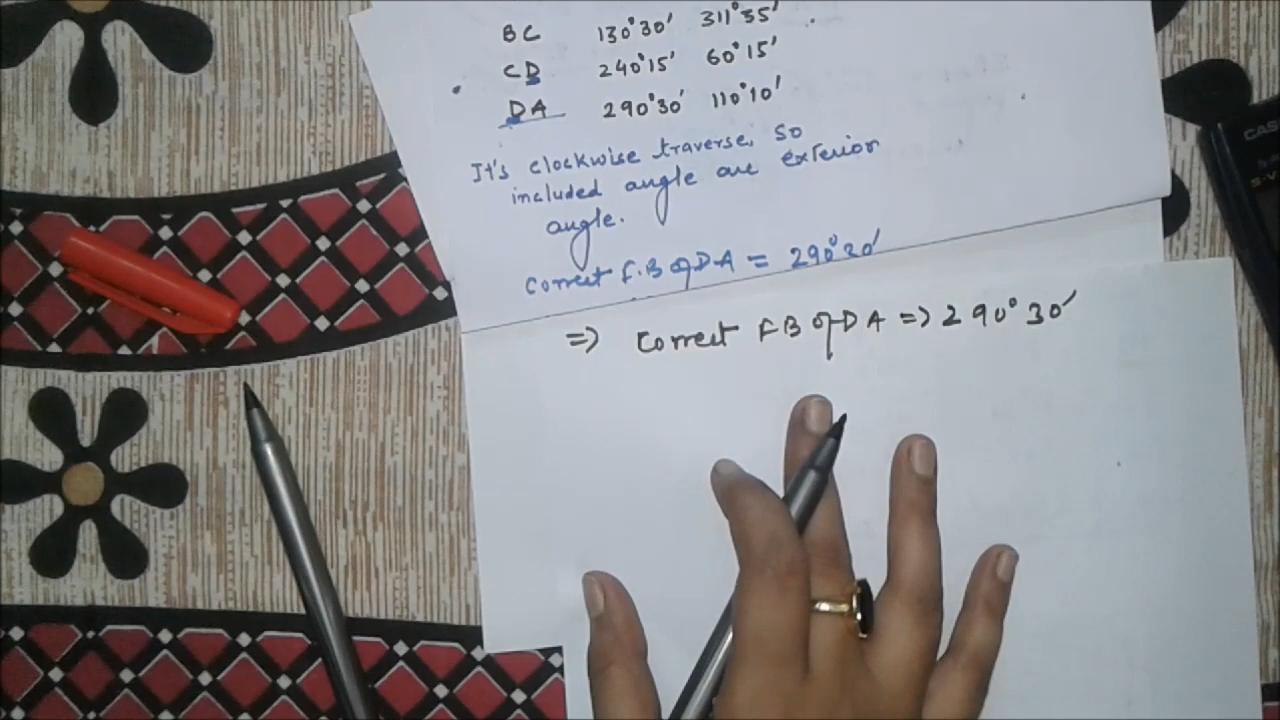 BC 130°30' 311°35'
CD 240°15' 60°15'
DA 290°30' 110°10'
It's clockwise traverse, so
included angle are exterior
angle.
Correct F.B of DA = 290°30'
=> Correct FB of DA => 290°30'
CAS